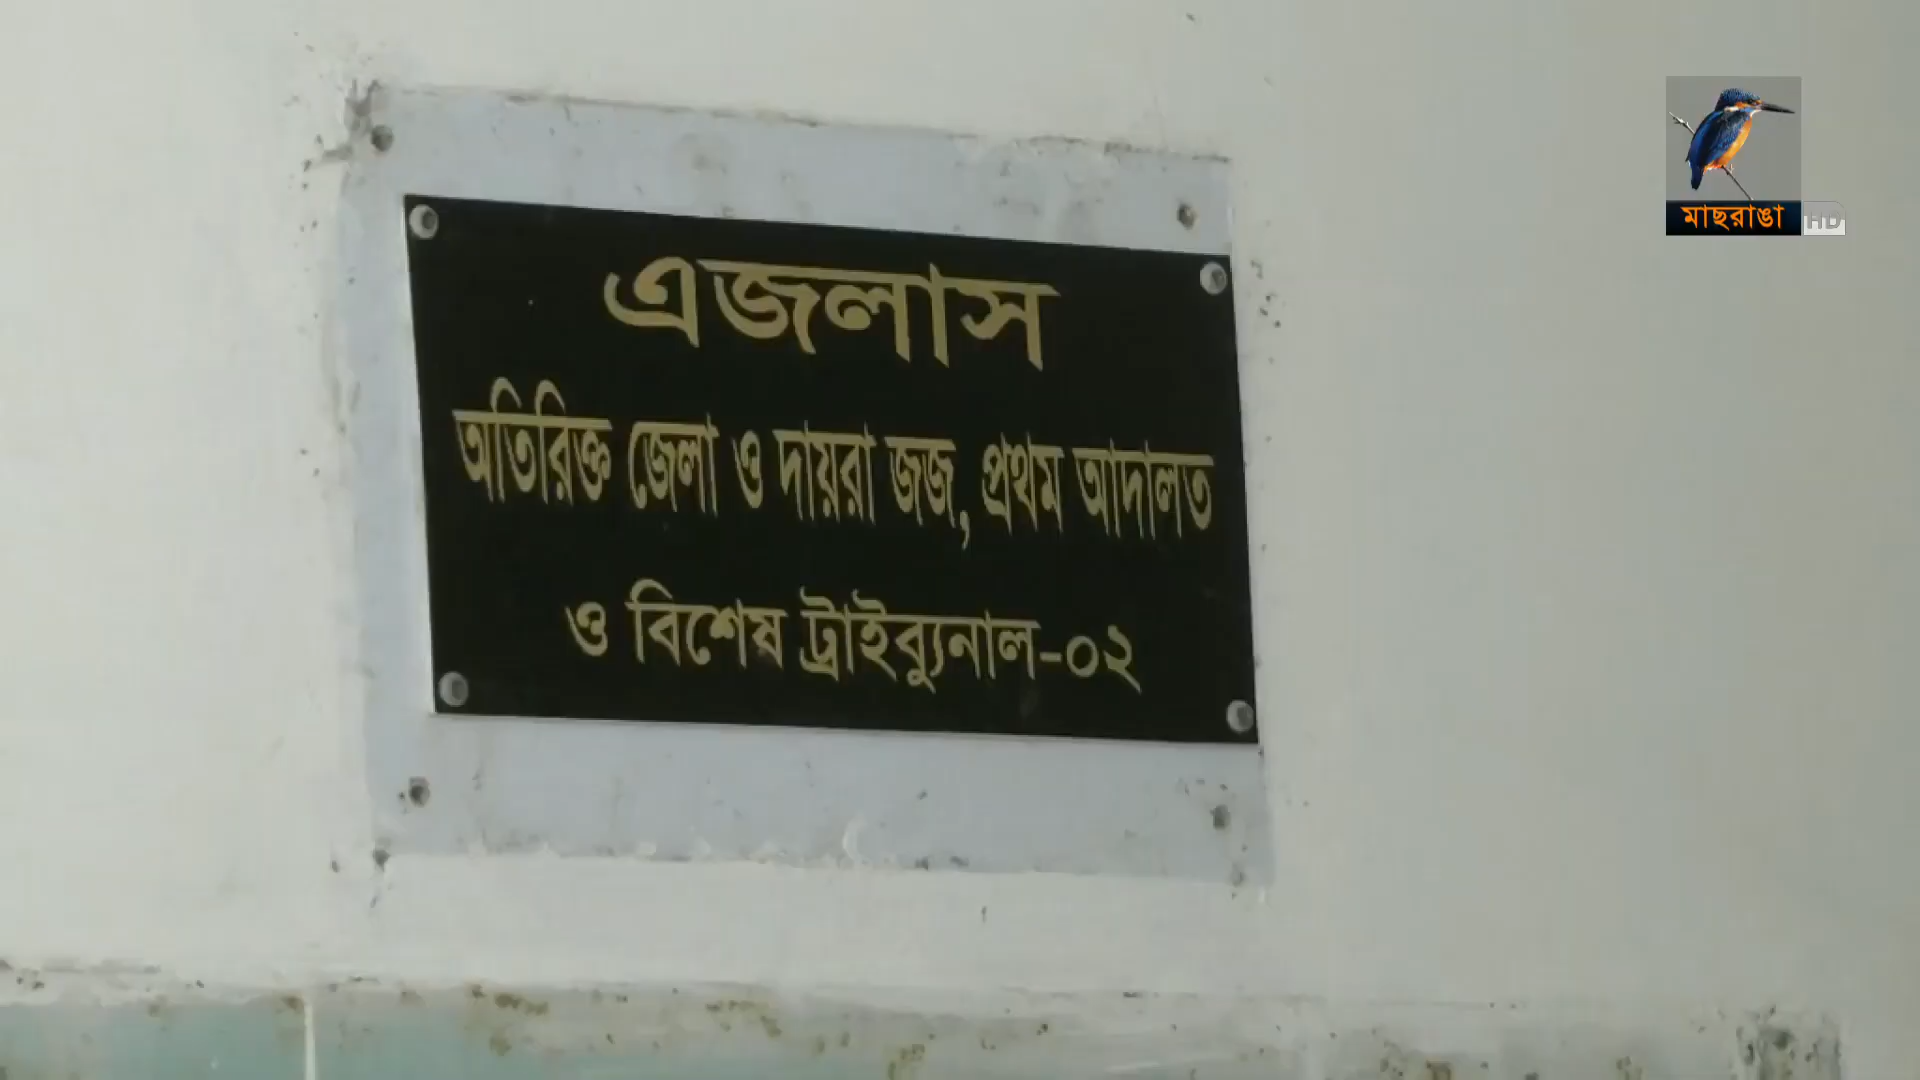 এজলাস
অতিরিক্ত জেলা ও দায়রা জজ, প্রথম আদালত
ও বিশেষ ট্রাইব্যুনাল-০২
মাছরাঙা HD